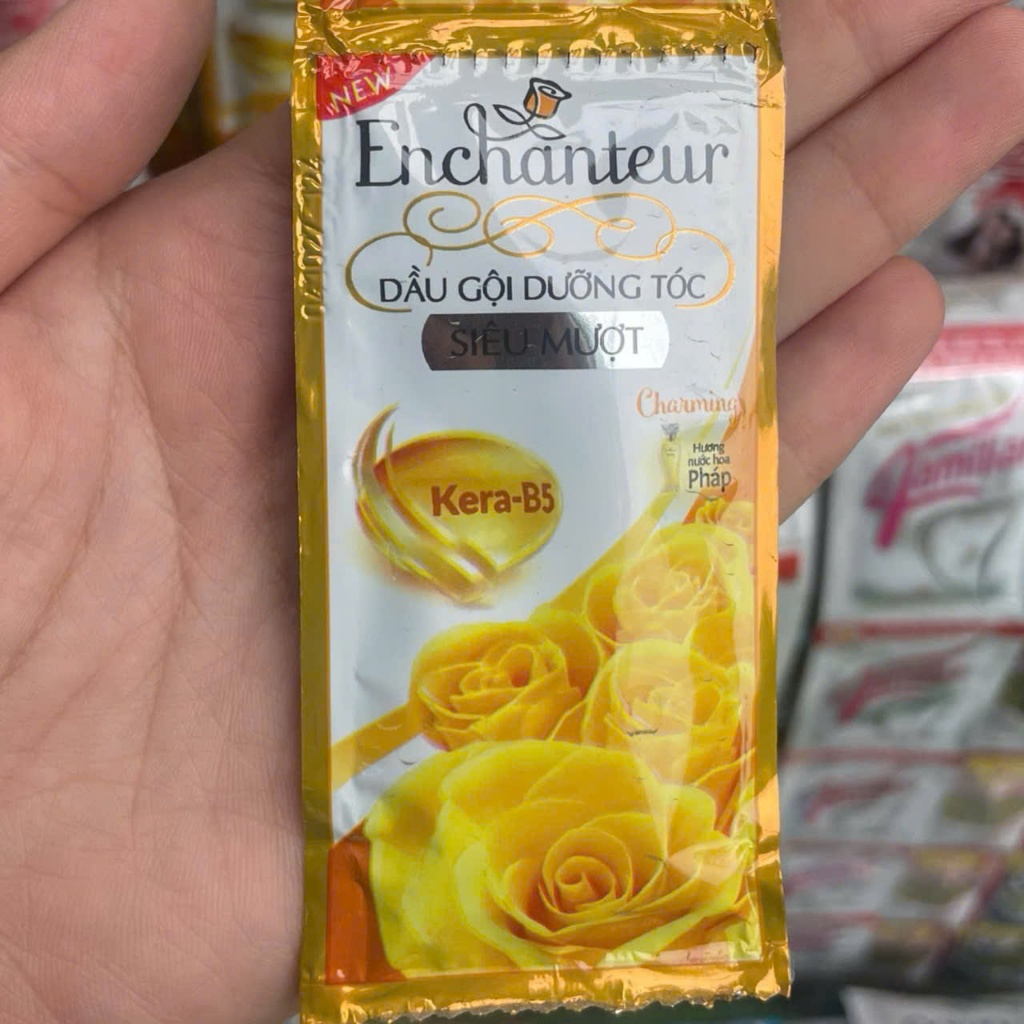 NEW
Enchanteur
DẦU GỘI DƯỠNG TÓC
SIÊU MƯỢT
Charming
Hương
nước hoa
Pháp
Kera-B5